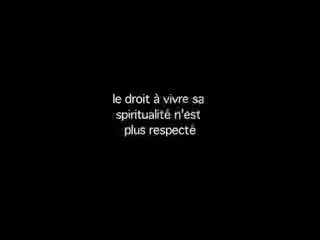 le droit à vivre sa
spiritualité n'est
plus respecté